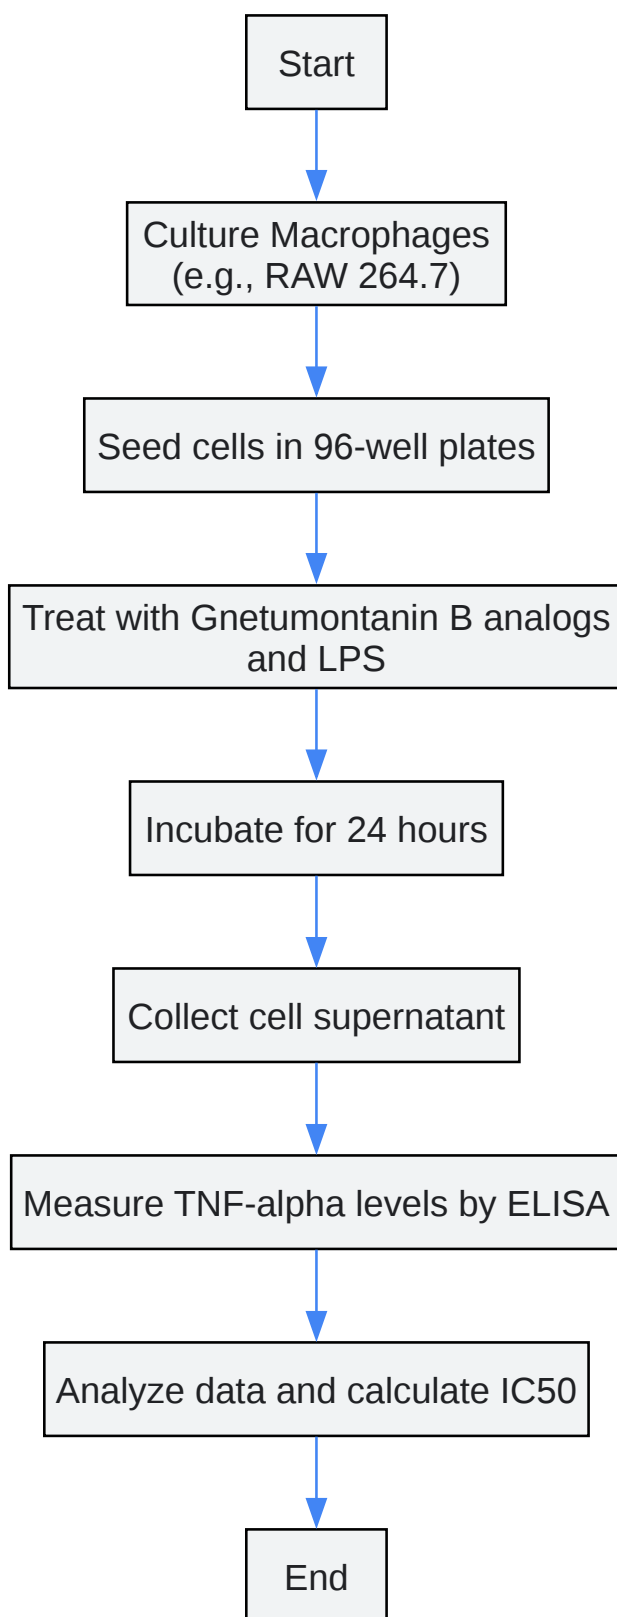 Start
Culture Macrophages
(e.g., RAW 264.7)
Seed cells in 96-well plates
Treat with Gnetumontanin B analogs
and LPS
Incubate for 24 hours
Collect cell supernatant
Measure TNF-alpha levels by ELISA
Analyze data and calculate IC50
End